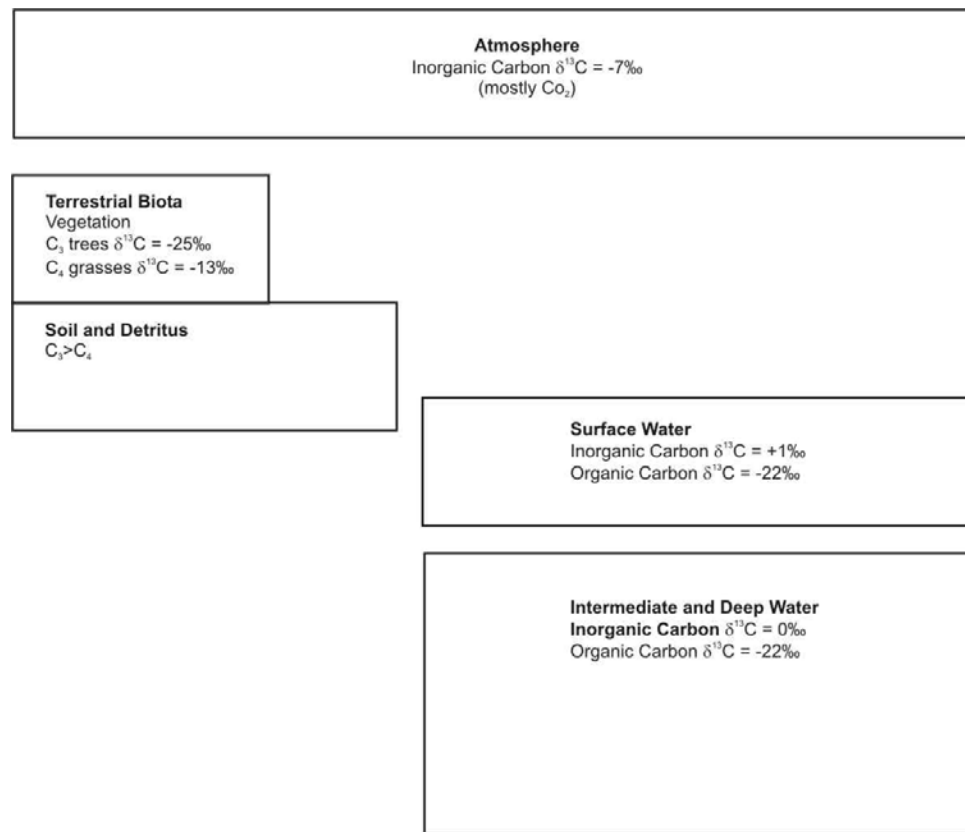 Atmosphere
Inorganic Carbon δ¹³C = -7‰
(mostly Co₂)
Terrestrial Biota
Vegetation
C₃ trees δ¹³C = -25‰
C₄ grasses δ¹³C = -13‰
Soil and Detritus
C₃>C₄
Surface Water
Inorganic Carbon δ¹³C = +1‰
Organic Carbon δ¹³C = -22‰
Intermediate and Deep Water
Inorganic Carbon δ¹³C = 0‰
Organic Carbon δ¹³C = -22‰